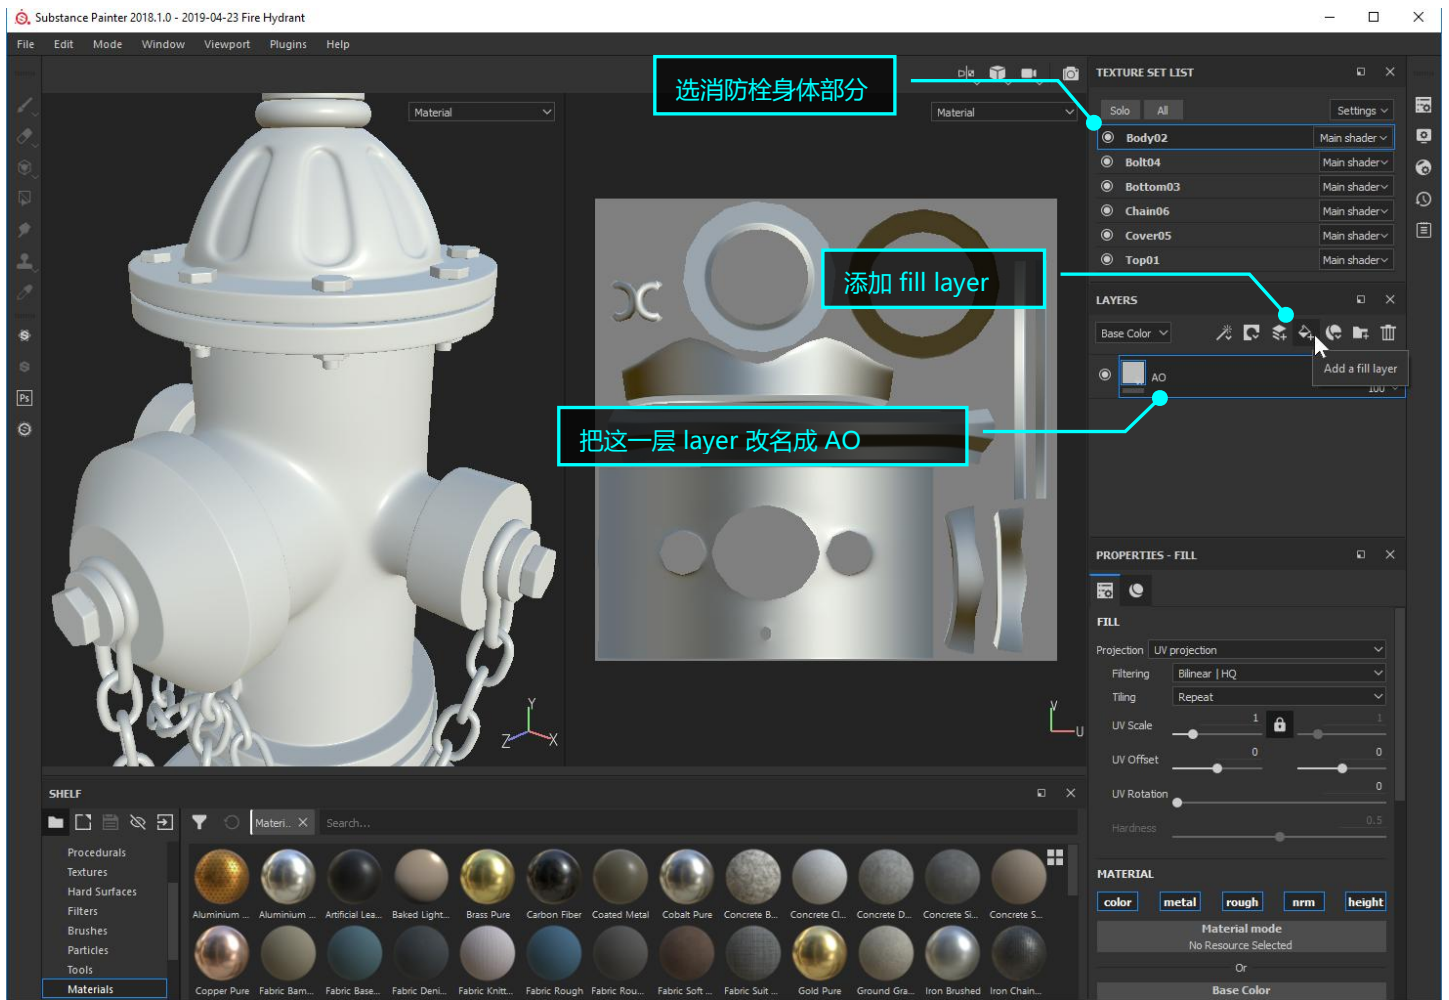 Substance Painter 2018.1.0 - 2019-04-23 Fire Hydrant
File Edit Mode Window Viewport Plugins Help
选消防栓身体部分
Material
Material
TEXTURE SET LIST
Solo All Settings
Body02 Main shader
Bolt04 Main shader
Bottom03 Main shader
Chain06 Main shader
Cover05 Main shader
Top01 Main shader
添加 fill layer
LAYERS
Base Color
Add a fill layer
AO
100
把这一层 layer 改名成 AO
PROPERTIES - FILL
FILL
Projection UV projection
Filtering Bilinear | HQ
Tiling Repeat
UV Scale 1 1
UV Offset 0 0
UV Rotation 0
Hardness 0.5
MATERIAL
color metal rough nrm height
Material mode
No Resource Selected
Or
Base Color
Y
Z X
V
U
Ps
SHELF
Materi.. Search...
Procedurals
Textures
Hard Surfaces
Filters
Brushes
Particles
Tools
Materials
Aluminium ... Aluminium ... Artificial Lea... Baked Light... Brass Pure Carbon Fiber Coated Metal Cobalt Pure Concrete B... Concrete Cl... Concrete D... Concrete Si... Concrete S...
Copper Pure Fabric Bam... Fabric Base... Fabric Deni... Fabric Knitt... Fabric Rough Fabric Rou... Fabric Soft ... Fabric Suit ... Gold Pure Ground Gra... Iron Brushed Iron Chain...